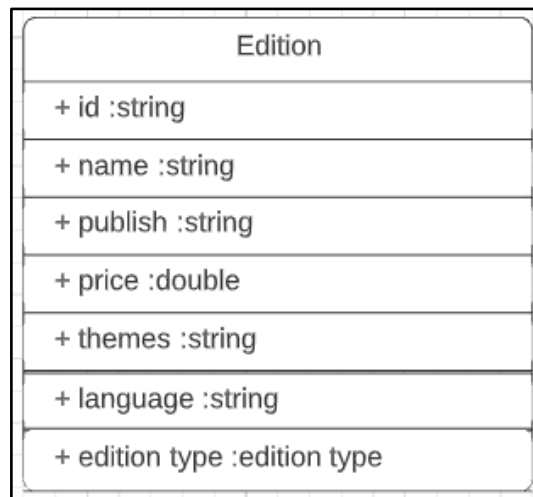 Edition
+ id :string
+ name :string
+ publish :string
+ price :double
+ themes :string
+ language :string
+ edition type :edition type